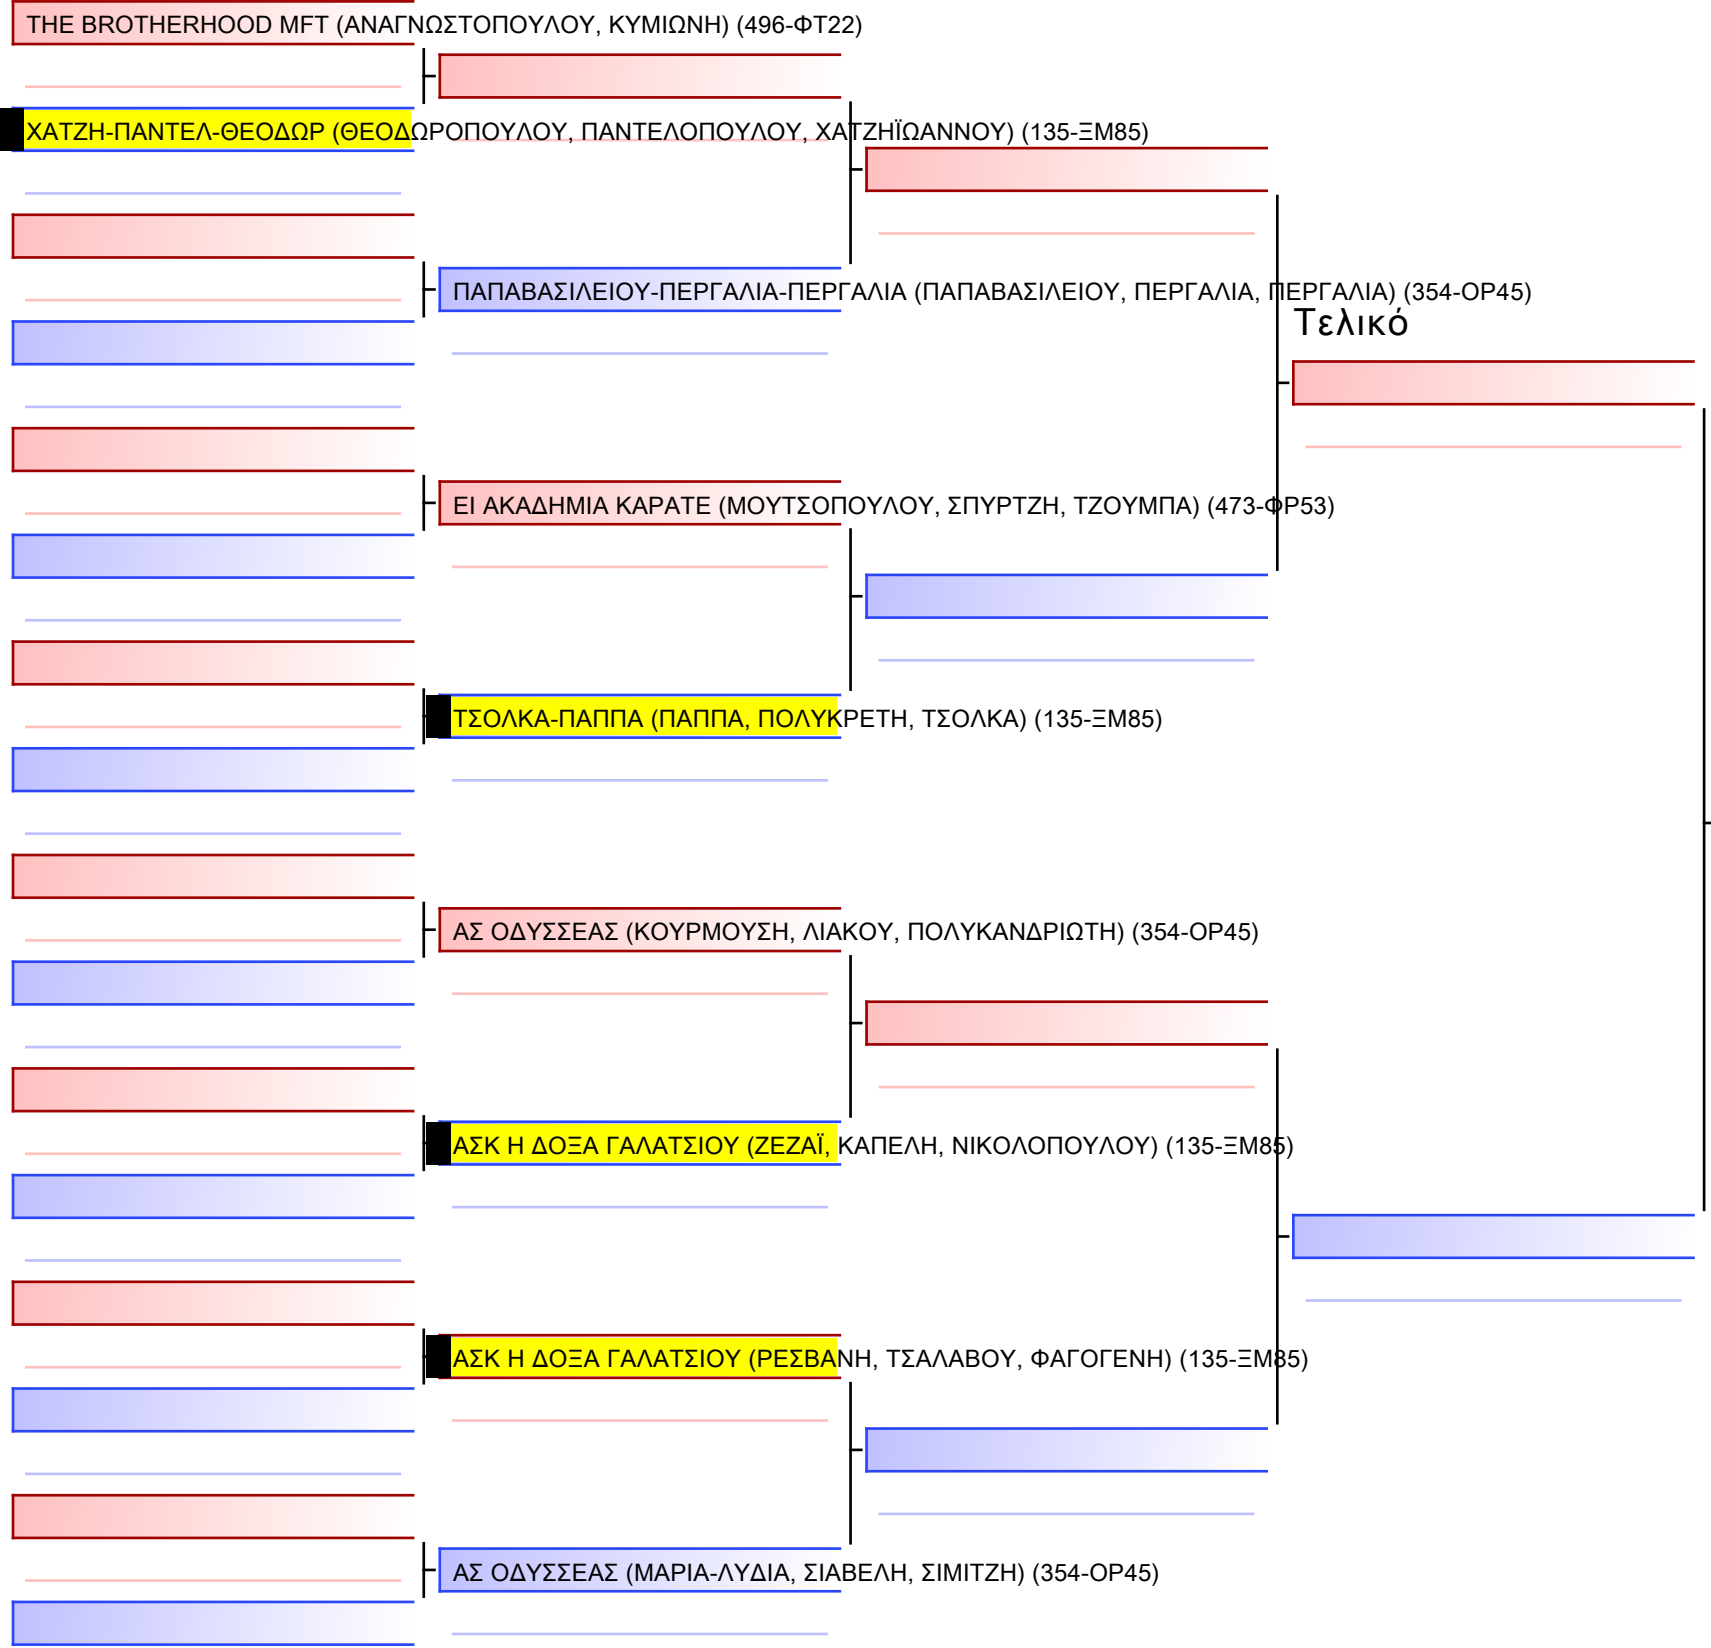 THE BROTHERHOOD MFT (ΑΝΑΓΝΩΣΤΟΠΟΥΛΟΥ, ΚΥΜΙΩΝΗ) (496-ΦΤ22)
ΧΑΤΖΗ-ΠΑΝΤΕΛ-ΘΕΟΔΩΡ (ΘΕΟΔΩΡΟΠΟΥΛΟΥ, ΠΑΝΤΕΛΟΠΟΥΛΟΥ, ΧΑΤΖΗΪΩΑΝΝΟΥ) (135-ΞΜ85)
ΠΑΠΑΒΑΣΙΛΕΙΟΥ-ΠΕΡΓΑΛΙΑ-ΠΕΡΓΑΛΙΑ (ΠΑΠΑΒΑΣΙΛΕΙΟΥ, ΠΕΡΓΑΛΙΑ, ΠΕΡΓΑΛΙΑ) (354-ΟΡ45)
Τελικό
ΕΙ ΑΚΑΔΗΜΙΑ ΚΑΡΑΤΕ (ΜΟΥΤΣΟΠΟΥΛΟΥ, ΣΠΥΡΤΖΗ, ΤΖΟΥΜΠΑ) (473-ΦΡ53)
ΤΣΟΛΚΑ-ΠΑΠΠΑ (ΠΑΠΠΑ, ΠΟΛΥΚΡΕΤΗ, ΤΣΟΛΚΑ) (135-ΞΜ85)
ΑΣ ΟΔΥΣΣΕΑΣ (ΚΟΥΡΜΟΥΣΗ, ΛΙΑΚΟΥ, ΠΟΛΥΚΑΝΔΡΙΩΤΗ) (354-ΟΡ45)
ΑΣΚ Η ΔΟΞΑ ΓΑΛΑΤΣΙΟΥ (ΖΕΖΑΪ, ΚΑΠΕΛΗ, ΝΙΚΟΛΟΠΟΥΛΟΥ) (135-ΞΜ85)
ΑΣΚ Η ΔΟΞΑ ΓΑΛΑΤΣΙΟΥ (ΡΕΣΒΑΝΗ, ΤΣΑΛΑΒΟΥ, ΦΑΓΟΓΕΝΗ) (135-ΞΜ85)
ΑΣ ΟΔΥΣΣΕΑΣ (ΜΑΡΙΑ-ΛΥΔΙΑ, ΣΙΑΒΕΛΗ, ΣΙΜΙΤΖΗ) (354-ΟΡ45)